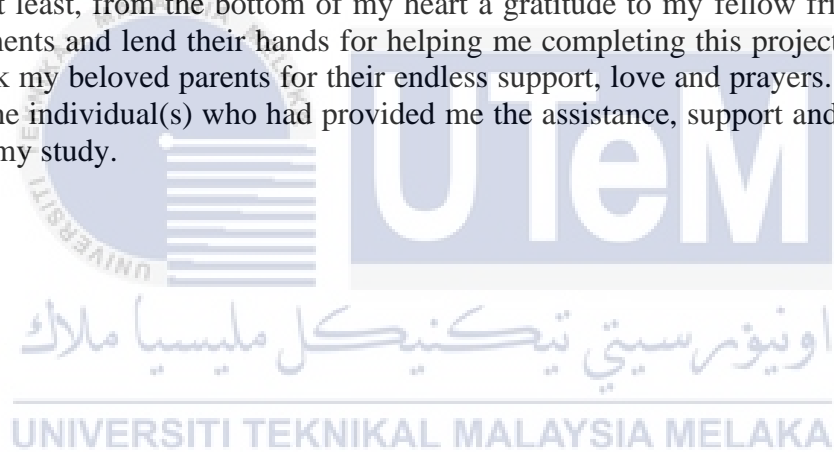 t least, from the bottom of my heart a gratitude to my fellow fri
nents and lend their hands for helping me completing this project
k my beloved parents for their endless support, love and prayers.
ne individual(s) who had provided me the assistance, support and
my study.
UTeM
اونيۏرسيتي تيكنيكل مليسيا ملاك
UNIVERSITI TEKNIKAL MALAYSIA MELAKA